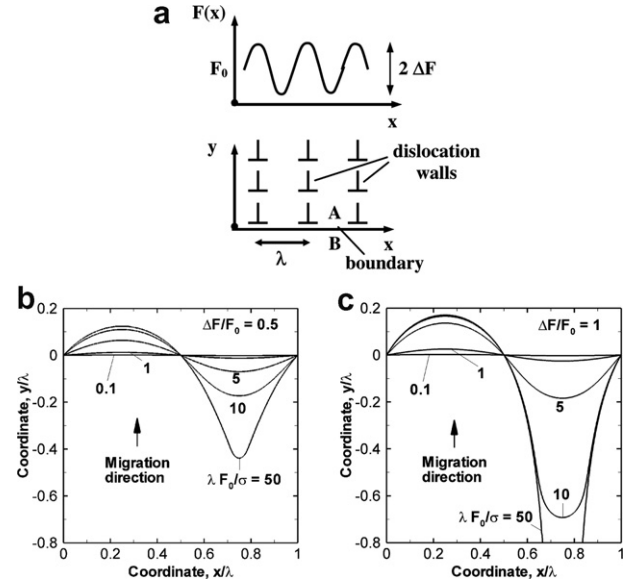 a
F(x)
F₀
2 ΔF
x
y
dislocation
walls
A
B
x
λ
boundary
b
ΔF/F₀ = 0.5
0.2
0
-0.2
-0.4
-0.6
-0.8
0.1
1
5
10
Migration
direction
λ F₀/σ = 50
0 0.2 0.4 0.6 0.8 1
Coordinate, x/λ
Coordinate, y/λ
c
ΔF/F₀ = 1
0.2
0
-0.2
-0.4
-0.6
-0.8
0.1
1
5
10
Migration
direction
λ F₀/σ = 50
0 0.2 0.4 0.6 0.8 1
Coordinate, x/λ
Coordinate, y/λ